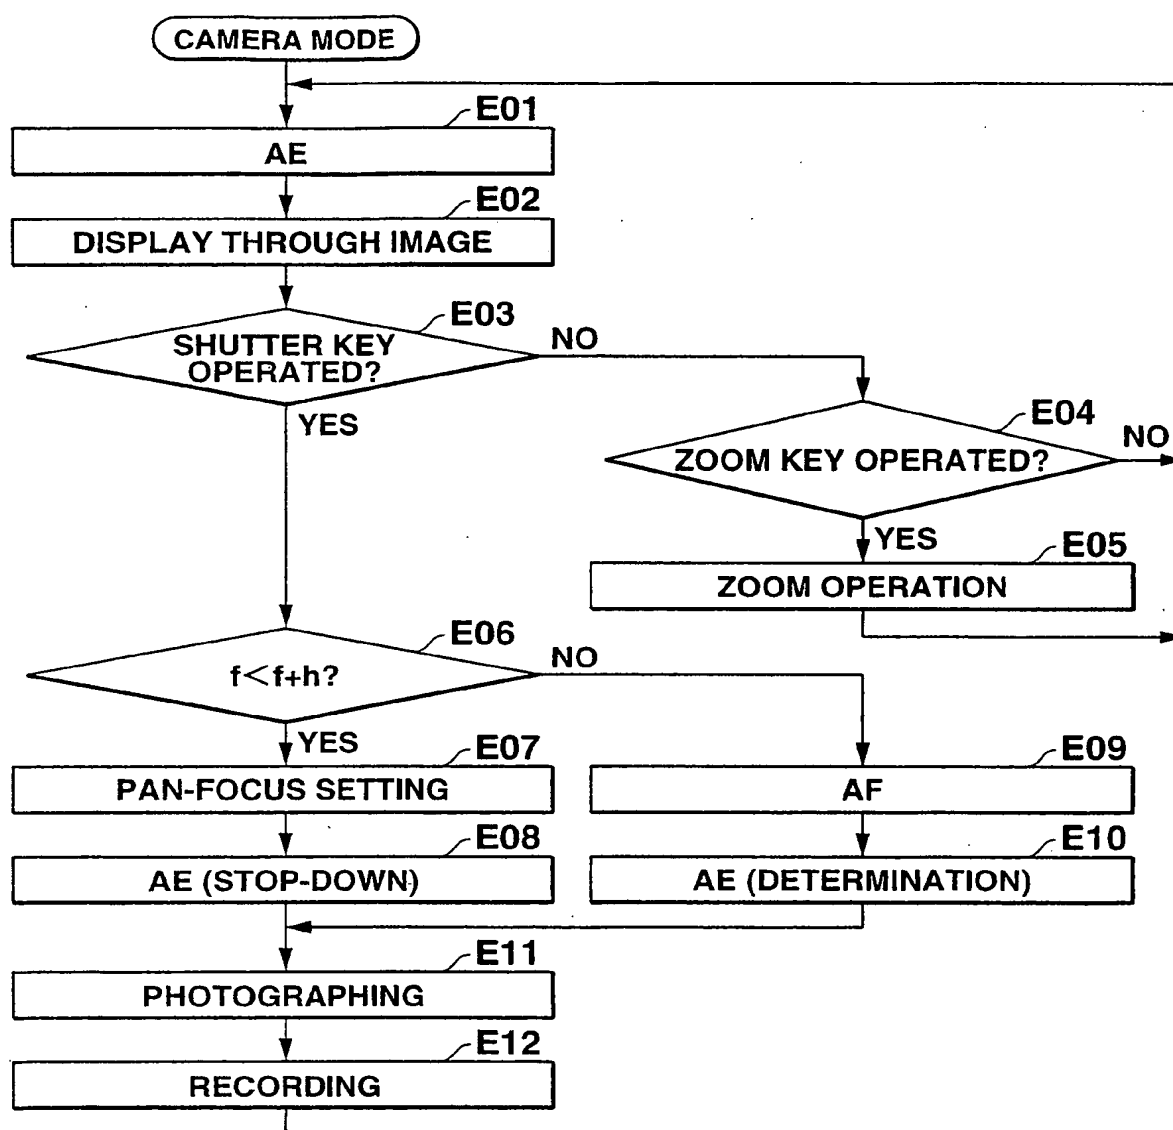 CAMERA MODE
E01
AE
E02
DISPLAY THROUGH IMAGE
E03
SHUTTER KEY
OPERATED?
NO
YES
E04
ZOOM KEY OPERATED?
NO
YES
E05
ZOOM OPERATION
E06
f<f+h?
NO
YES
E07
PAN-FOCUS SETTING
E09
AF
E08
AE (STOP-DOWN)
E10
AE (DETERMINATION)
E11
PHOTOGRAPHING
E12
RECORDING